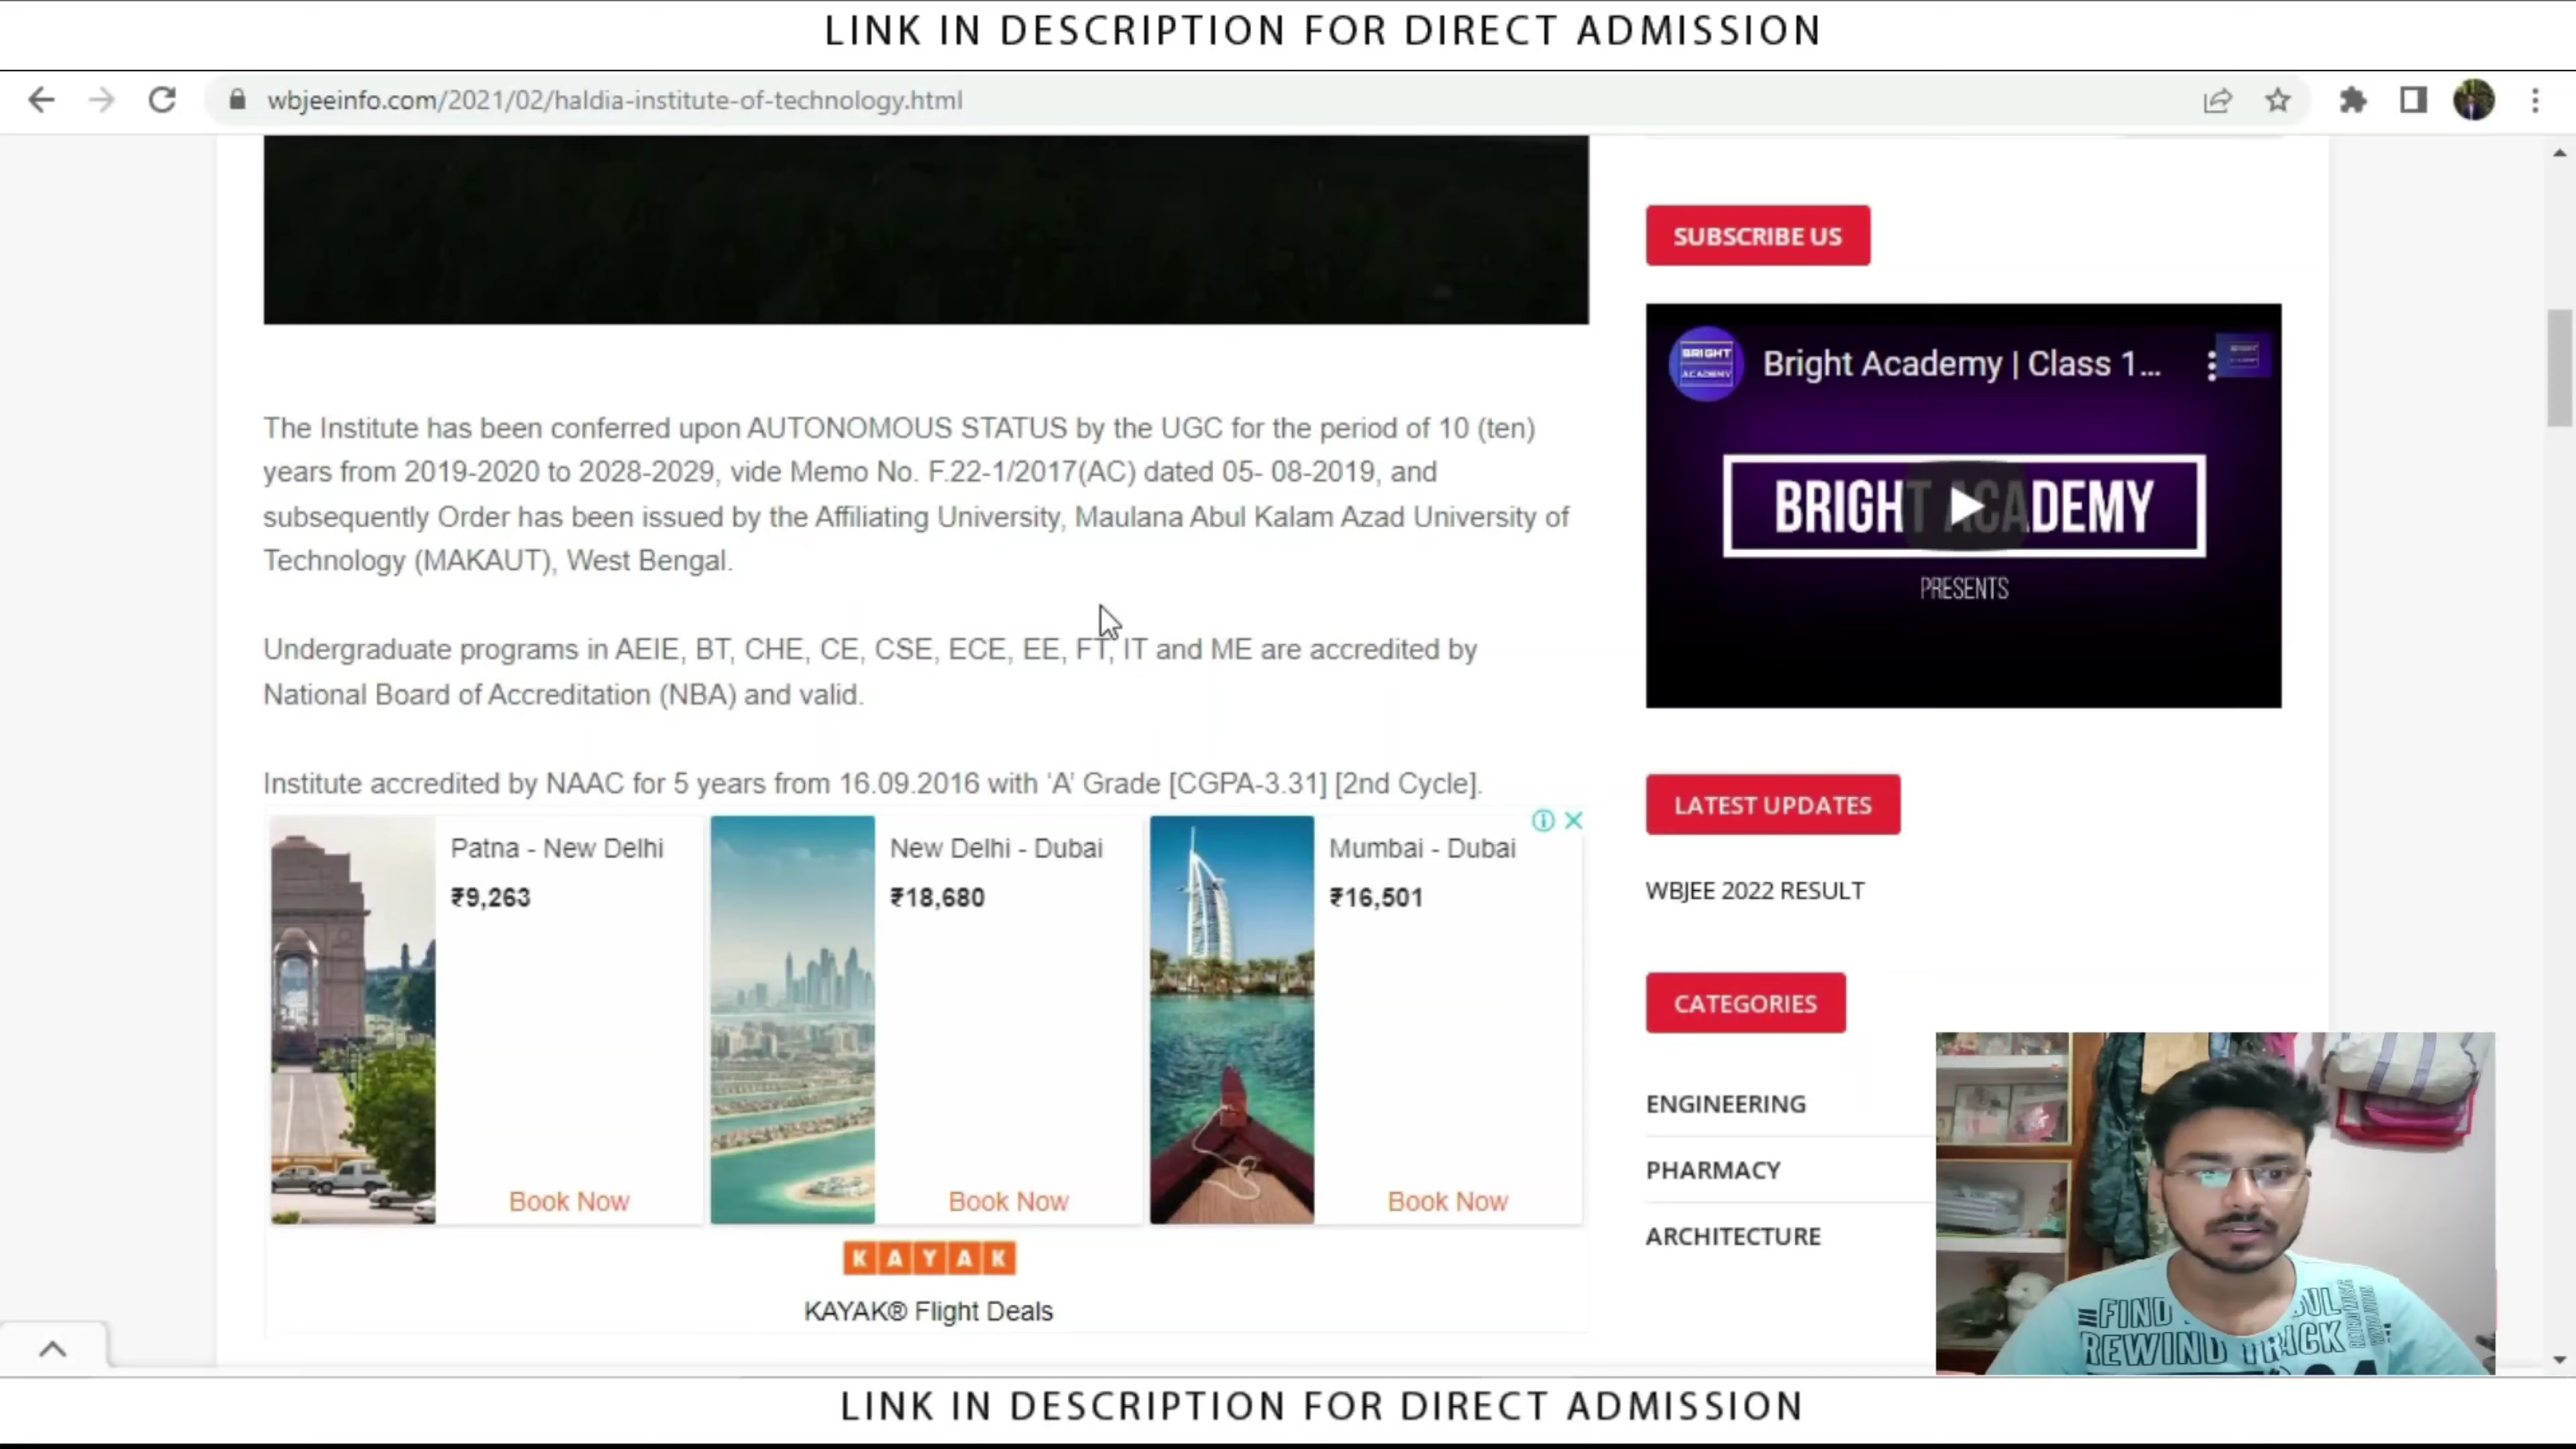 LINK IN DESCRIPTION FOR DIRECT ADMISSION
wbjeeinfo.com/2021/02/haldia-institute-of-technology.html
The Institute has been conferred upon AUTONOMOUS STATUS by the UGC for the period of 10 (ten)
years from 2019-2020 to 2028-2029, vide Memo No. F.22-1/2017(AC) dated 05- 08-2019, and
subsequently Order has been issued by the Affiliating University, Maulana Abul Kalam Azad University of
Technology (MAKAUT), West Bengal.
Undergraduate programs in AEIE, BT, CHE, CE, CSE, ECE, EE, FT, IT and ME are accredited by
National Board of Accreditation (NBA) and valid.
Institute accredited by NAAC for 5 years from 16.09.2016 with ‘A’ Grade [CGPA-3.31] [2nd Cycle].
Patna - New Delhi
₹9,263
Book Now
New Delhi - Dubai
₹18,680
Book Now
Mumbai - Dubai
₹16,501
Book Now
KAYAK
KAYAK® Flight Deals
SUBSCRIBE US
BRIGHT
ACADEMY
Bright Academy | Class 1...
BRIGHT ACADEMY
PRESENTS
LATEST UPDATES
WBJEE 2022 RESULT
CATEGORIES
ENGINEERING
PHARMACY
ARCHITECTURE
FIND
REWIND TRACK
LINK IN DESCRIPTION FOR DIRECT ADMISSION